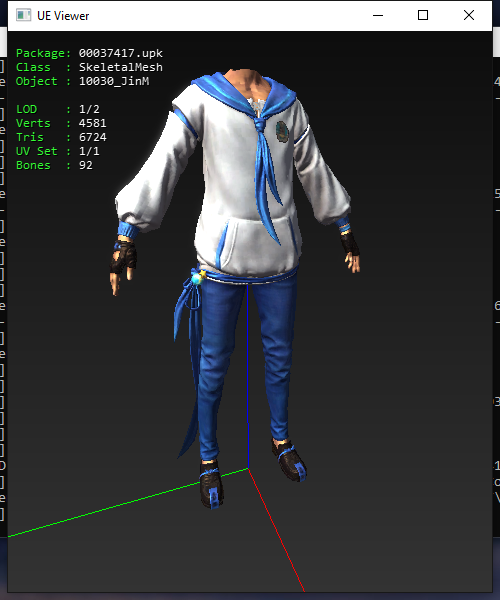 UE Viewer
Package: 00037417.upk
Class  : SkeletalMesh
Object : 10030_JinM
LOD    : 1/2
Verts  : 4581
Tris   : 6724
UV Set : 1/1
Bones  : 92